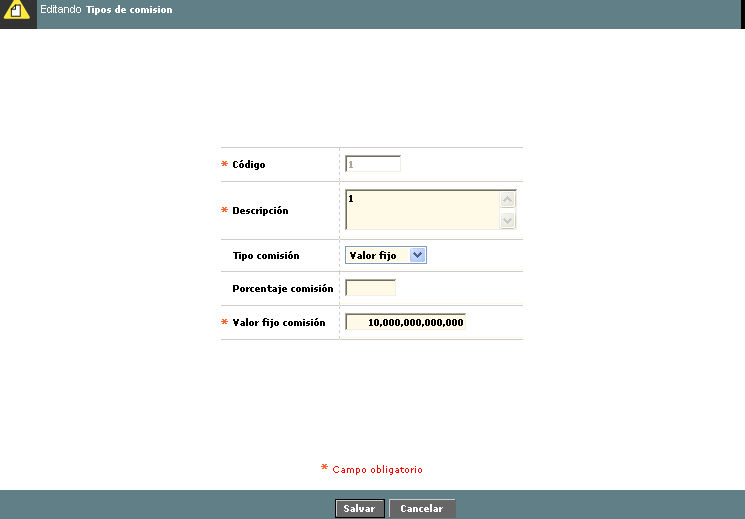 Editando Tipos de comision
* Código 1
* Descripción 1
Tipo comisión Valor fijo
Porcentaje comisión
* Valor fijo comisión 10,000,000,000,000
* Campo obligatorio
Salvar Cancelar